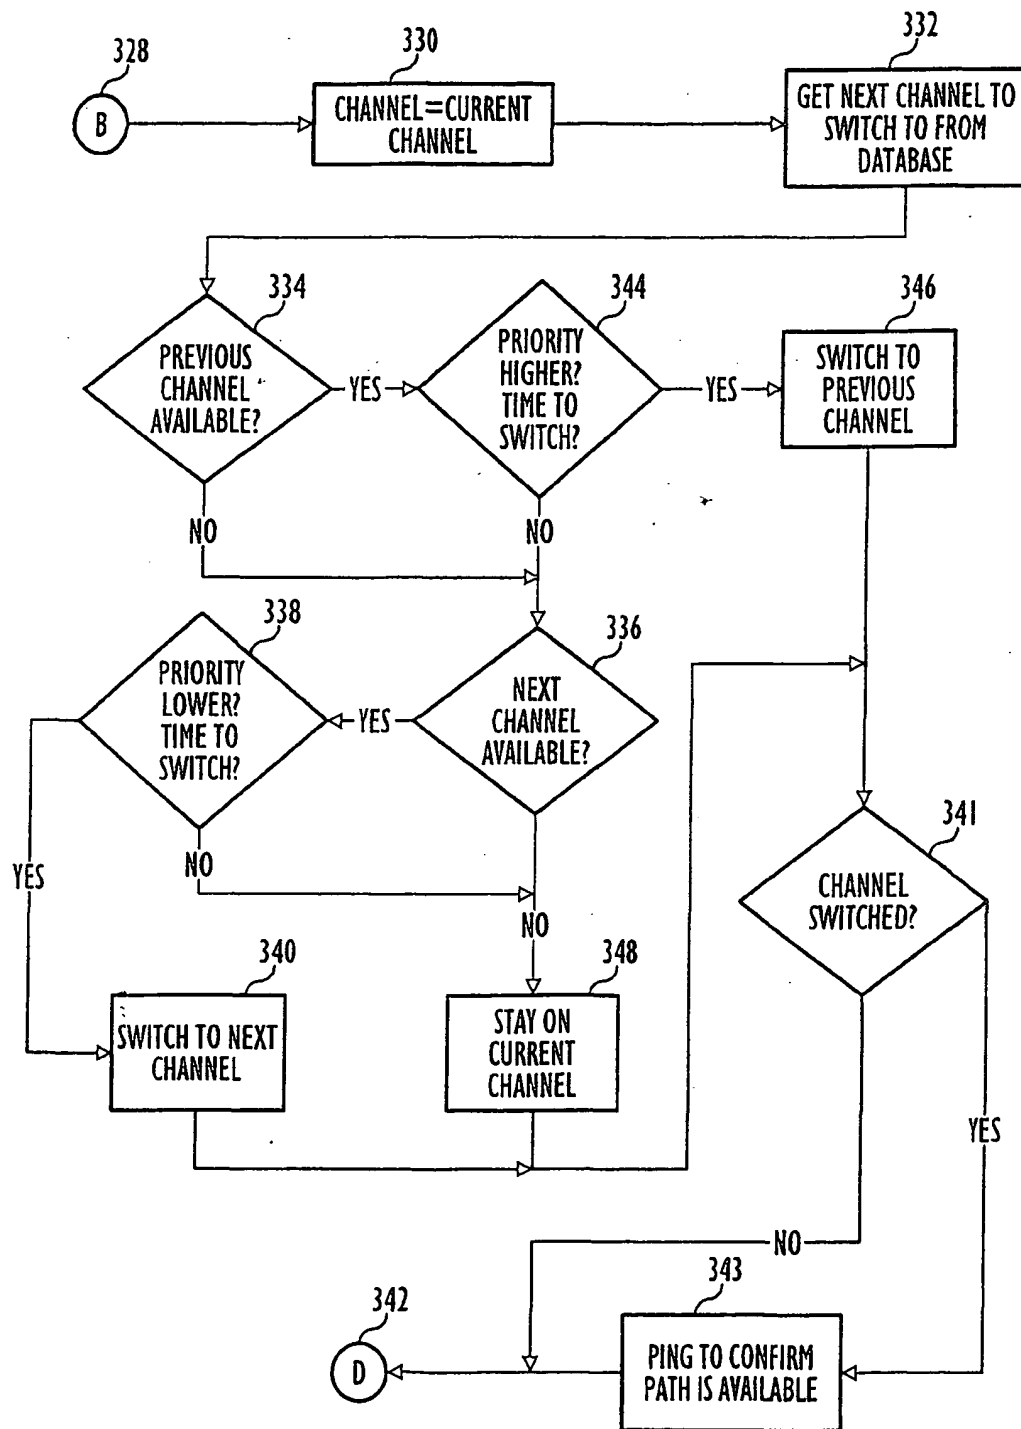 328
330
332
B
CHANNEL=CURRENT
CHANNEL
GET NEXT CHANNEL TO
SWITCH TO FROM
DATABASE
334
344
346
PREVIOUS
CHANNEL
AVAILABLE?
YES
PRIORITY
HIGHER?
TIME TO
SWITCH?
YES
SWITCH TO
PREVIOUS
CHANNEL
NO
NO
338
336
PRIORITY
LOWER?
TIME TO
SWITCH?
YES
NEXT
CHANNEL
AVAILABLE?
341
CHANNEL
SWITCHED?
YES
NO
NO
340
348
SWITCH TO NEXT
CHANNEL
STAY ON
CURRENT
CHANNEL
YES
NO
343
342
D
PING TO CONFIRM
PATH IS AVAILABLE